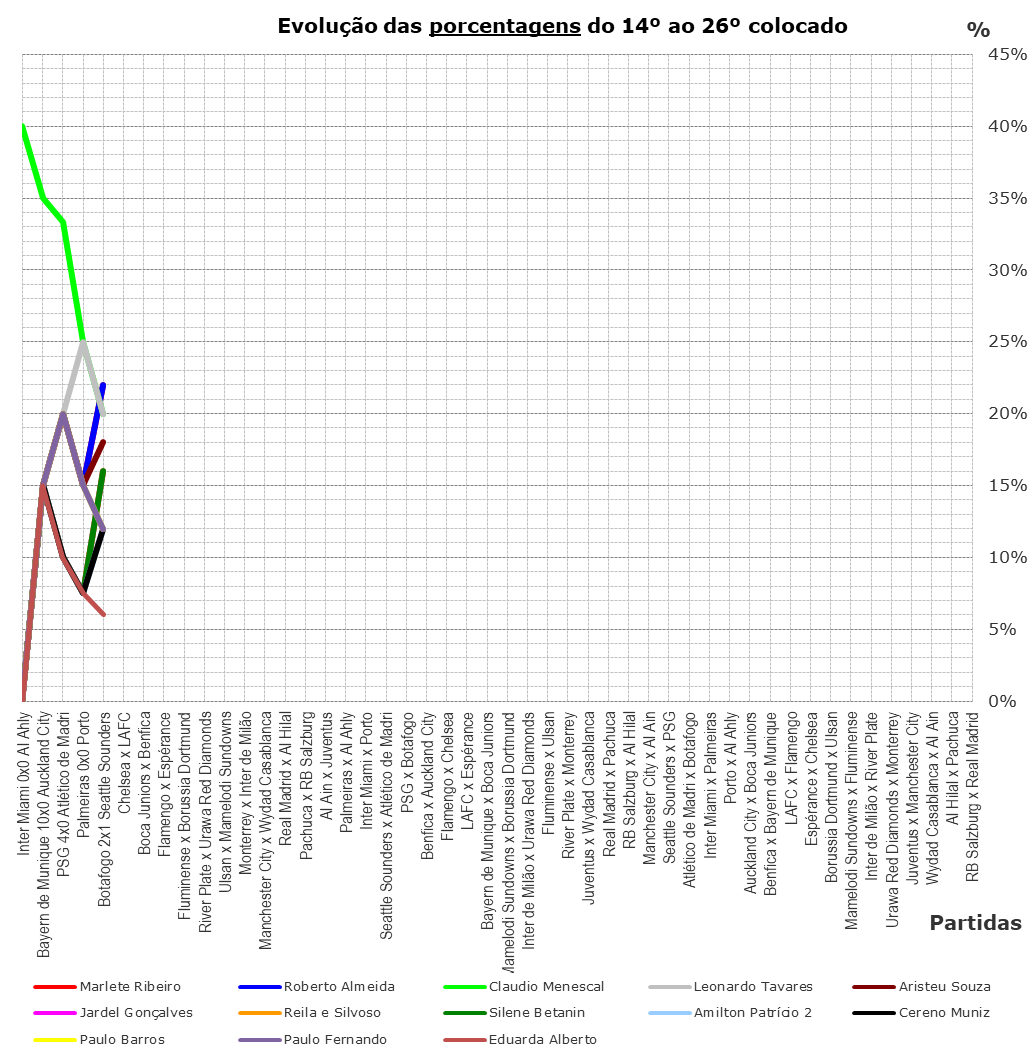 Evolução das porcentagens do 14º ao 26º colocado
%
45%
40%
35%
30%
25%
20%
15%
10%
5%
0%
Inter Miami 0x0 Al Ahly
Bayern de Munique 10x0 Auckland City
PSG 4x0 Atlético de Madri
Palmeiras 0x0 Porto
Botafogo 2x1 Seattle Sounders
Chelsea x LAFC
Boca Juniors x Benfica
Flamengo x Espérance
Fluminense x Borussia Dortmund
River Plate x Urawa Red Diamonds
Ulsan x Mamelodi Sundowns
Monterrey x Inter de Milão
Manchester City x Wydad Casablanca
Real Madrid x Al Hilal
Pachuca x RB Salzburg
Al Ain x Juventus
Palmeiras x Al Ahly
Inter Miami x Porto
Seattle Sounders x Atlético de Madri
PSG x Botafogo
Benfica x Auckland City
Flamengo x Chelsea
LAFC x Espérance
Bayern de Munique x Boca Juniors
Mamelodi Sundowns x Borussia Dortmund
Inter de Milão x Urawa Red Diamonds
Fluminense x Ulsan
River Plate x Monterrey
Juventus x Wydad Casablanca
Real Madrid x Pachuca
RB Salzburg x Al Hilal
Manchester City x Al Ain
Seattle Sounders x PSG
Atlético de Madri x Botafogo
Inter Miami x Palmeiras
Porto x Al Ahly
Auckland City x Boca Juniors
Benfica x Bayern de Munique
LAFC x Flamengo
Espérance x Chelsea
Borussia Dortmund x Ulsan
Mamelodi Sundowns x Fluminense
Inter de Milão x River Plate
Urawa Red Diamonds x Monterrey
Juventus x Manchester City
Wydad Casablanca x Al Ain
Al Hilal x Pachuca
RB Salzburg x Real Madrid
Partidas
Marlete Ribeiro
Roberto Almeida
Claudio Menescal
Leonardo Tavares
Aristeu Souza
Jardel Gonçalves
Reila e Silvoso
Silene Betanin
Amilton Patrício 2
Cereno Muniz
Paulo Barros
Paulo Fernando
Eduarda Alberto